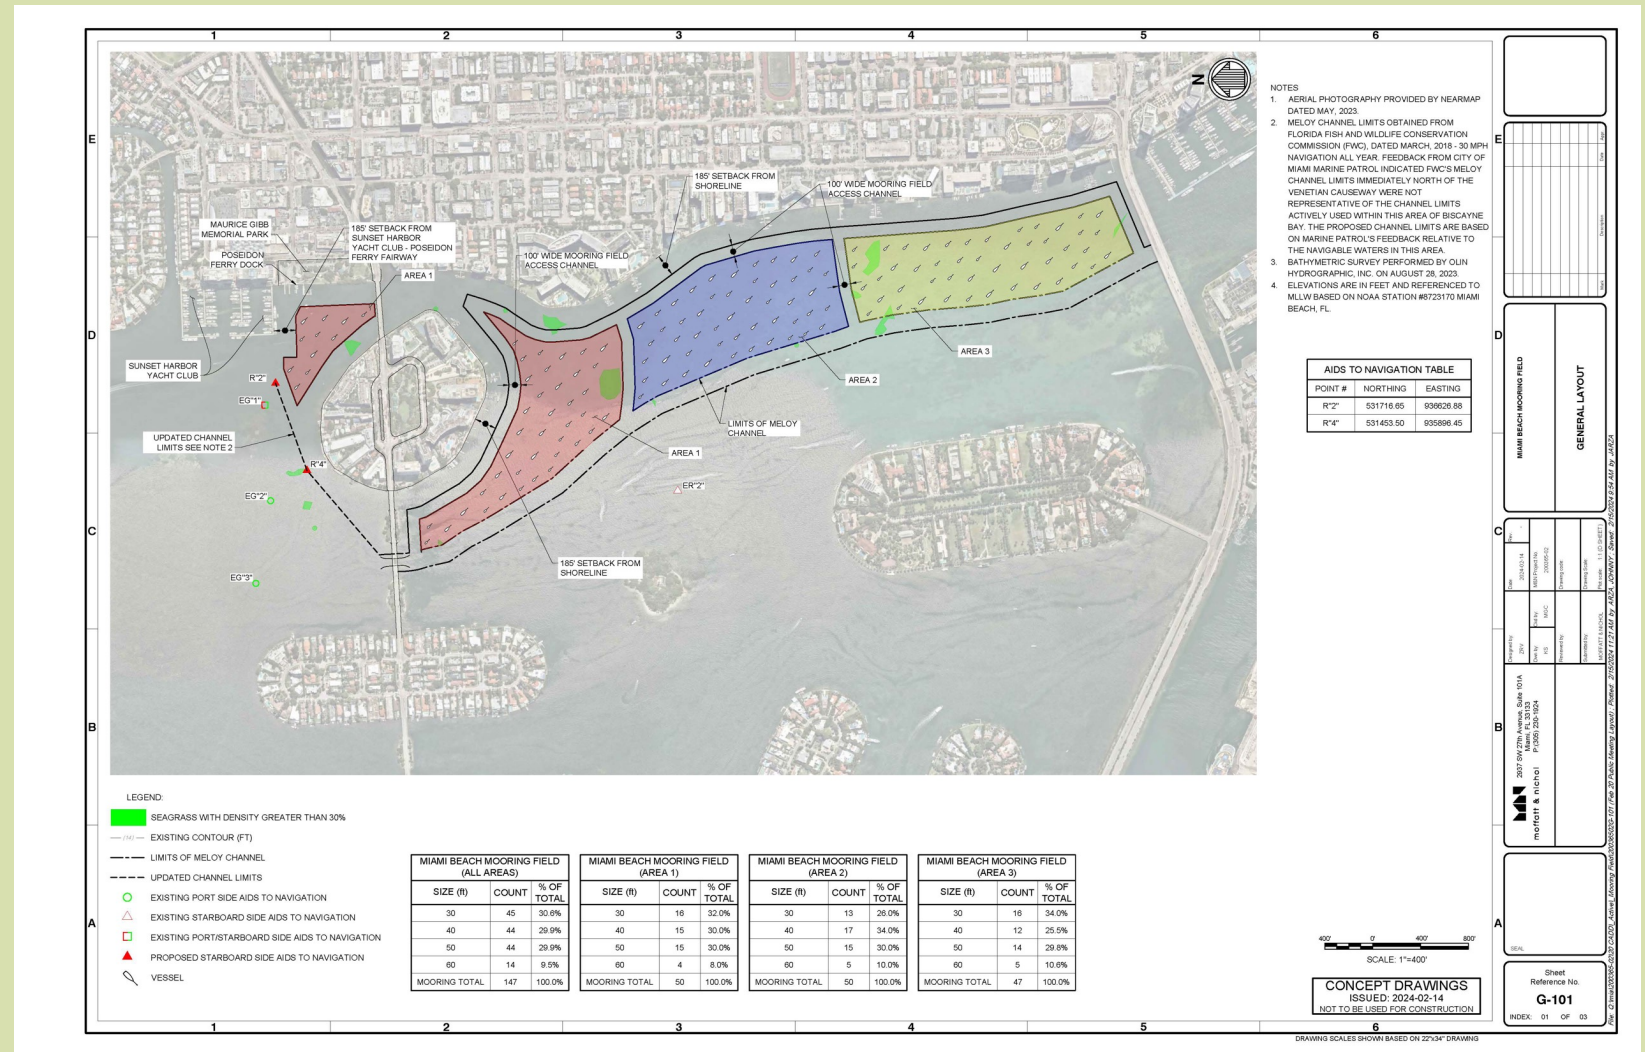 1 2 3 4 5 6
E
D
C
B
A
N
MAURICE GIBB
MEMORIAL PARK
POSEIDON
FERRY DOCK
185' SETBACK FROM
SUNSET HARBOR
YACHT CLUB - POSEIDON
FERRY FAIRWAY
AREA 1
100' WIDE MOORING FIELD
ACCESS CHANNEL
185' SETBACK FROM
SHORELINE
100' WIDE MOORING FIELD
ACCESS CHANNEL
SUNSET HARBOR
YACHT CLUB
R"2"
EG"1"
UPDATED CHANNEL
LIMITS SEE NOTE 2
R"4"
EG"2"
EG"3"
AREA 3
AREA 2
LIMITS OF MELOY
CHANNEL
AREA 1
ER"2"
185' SETBACK FROM
SHORELINE
NOTES
1. AERIAL PHOTOGRAPHY PROVIDED BY NEARMAP
DATED MAY, 2023.
2. MELOY CHANNEL LIMITS OBTAINED FROM
FLORIDA FISH AND WILDLIFE CONSERVATION
COMMISSION (FWC), DATED MARCH, 2018 - 30 MPH
NAVIGATION ALL YEAR. FEEDBACK FROM CITY OF
MIAMI MARINE PATROL INDICATED FWC'S MELOY
CHANNEL LIMITS IMMEDIATELY NORTH OF THE
VENETIAN CAUSEWAY WERE NOT
REPRESENTATIVE OF THE CHANNEL LIMITS
ACTIVELY USED WITHIN THIS AREA OF BISCAYNE
BAY. THE PROPOSED CHANNEL LIMITS ARE BASED
ON MARINE PATROL'S FEEDBACK RELATIVE TO
THE NAVIGABLE WATERS IN THIS AREA.
3. BATHYMETRIC SURVEY PERFORMED BY OLIN
HYDROGRAPHIC, INC. ON AUGUST 28, 2023.
4. ELEVATIONS ARE IN FEET AND REFERENCED TO
MLLW BASED ON NOAA STATION #8723170 MIAMI
BEACH, FL.
AIDS TO NAVIGATION TABLE
POINT # NORTHING EASTING
R"2" 531716.65 936626.88
R"4" 531453.50 935896.45
LEGEND:
SEAGRASS WITH DENSITY GREATER THAN 30%
EXISTING CONTOUR (FT)
LIMITS OF MELOY CHANNEL
UPDATED CHANNEL LIMITS
EXISTING PORT SIDE AIDS TO NAVIGATION
EXISTING STARBOARD SIDE AIDS TO NAVIGATION
EXISTING PORT/STARBOARD SIDE AIDS TO NAVIGATION
PROPOSED STARBOARD SIDE AIDS TO NAVIGATION
VESSEL
MIAMI BEACH MOORING FIELD
(ALL AREAS)
SIZE (ft) COUNT % OF TOTAL
30 45 30.6%
40 44 29.9%
50 44 29.9%
60 14 9.5%
MOORING TOTAL 147 100.0%
MIAMI BEACH MOORING FIELD
(AREA 1)
SIZE (ft) COUNT % OF TOTAL
30 16 32.0%
40 15 30.0%
50 15 30.0%
60 4 8.0%
MOORING TOTAL 50 100.0%
MIAMI BEACH MOORING FIELD
(AREA 2)
SIZE (ft) COUNT % OF TOTAL
30 13 26.0%
40 17 34.0%
50 15 30.0%
60 5 10.0%
MOORING TOTAL 50 100.0%
MIAMI BEACH MOORING FIELD
(AREA 3)
SIZE (ft) COUNT % OF TOTAL
30 16 34.0%
40 12 25.5%
50 14 29.8%
60 5 10.6%
MOORING TOTAL 47 100.0%
400' 0' 400' 800'
SCALE: 1"=400'
CONCEPT DRAWINGS
ISSUED: 2024-02-14
NOT TO BE USED FOR CONSTRUCTION
MIAMI BEACH MOORING FIELD
GENERAL LAYOUT
moffatt & nichol
2937 SW 27th Avenue, Suite 101A
Miami, FL 33133
P:(305) 230-1924
SEAL
Sheet
Reference No.
G-101
INDEX: 01 OF 03
1 2 3 4 5 6
DRAWING SCALES SHOWN BASED ON 22"x34" DRAWING